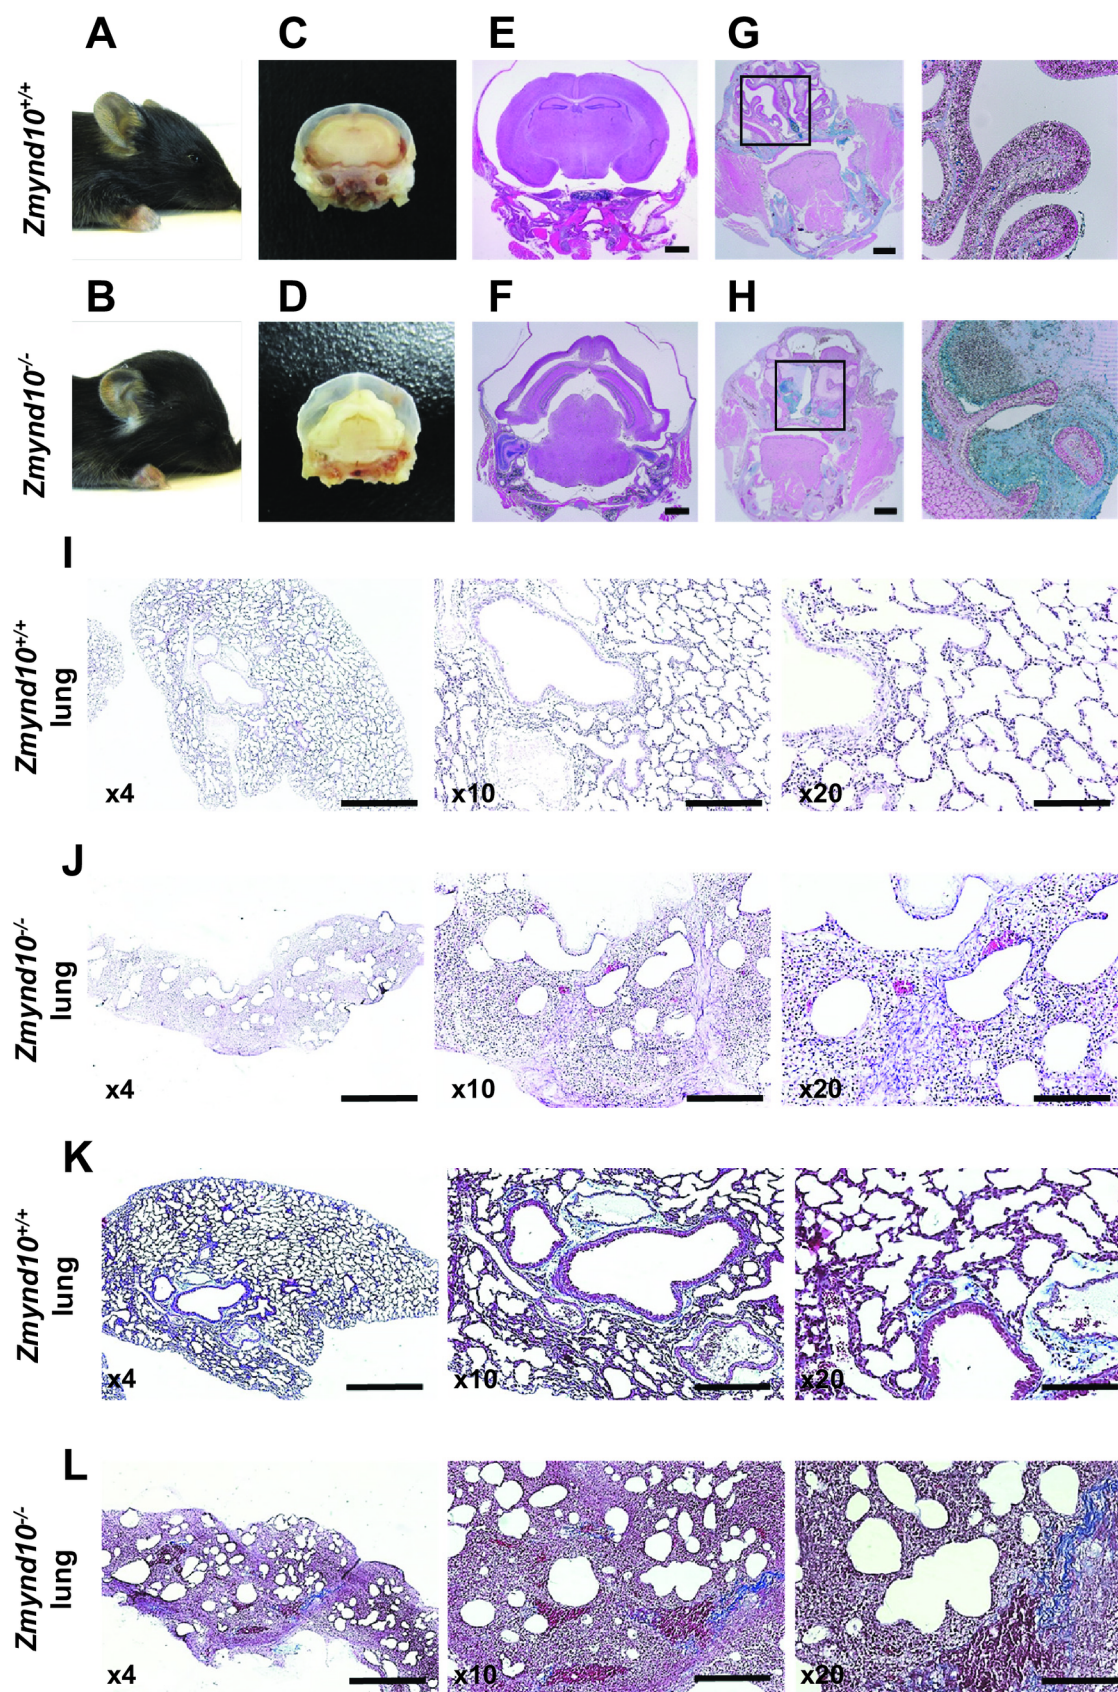 A C E G
Zmynd10+/+
B D F H
Zmynd10-/-
I
Zmynd10+/+
lung
x4 x10 x20
J
Zmynd10-/-
lung
x4 x10 x20
K
Zmynd10+/+
lung
x4 x10 x20
L
Zmynd10-/-
lung
x4 x10 x20